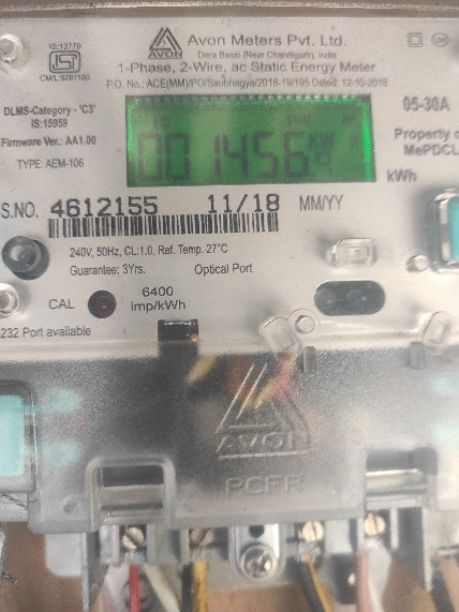 IS:13779
CM/L:9281180
AVON
Avon Meters Pvt. Ltd.
Dera Bassi (Near Chandigarh), India
1-Phase, 2-Wire, ac Static Energy Meter
P.O. No.: ACE(MM)/PO/Saubhagya/2018-19/195 Dated: 12-10-2018
DLMS-Category - 'C3'
IS:15959
Firmware Ver.: AA1.00
TYPE: AEM-106
001456
KW
05-30A
Property o
MePDCL
kWh
S.NO. 4612155 11/18 MM/YY
240V, 50Hz, CL:1.0, Ref. Temp. 27°C
Guarantee: 3Yrs. Optical Port
CAL 6400
imp/kWh
232 Port available
AVON